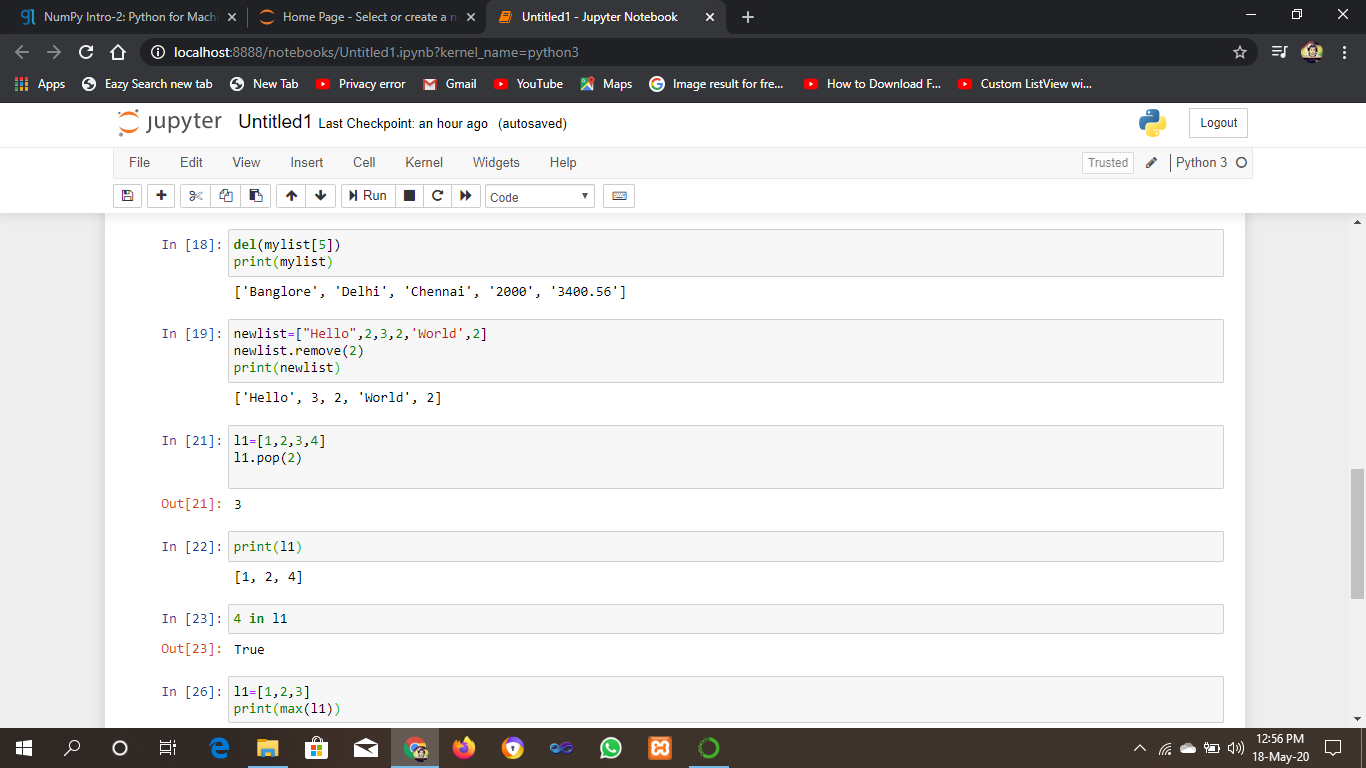 NumPy Intro-2: Python for Machi
Home Page - Select or create a n
Untitled1 - Jupyter Notebook
localhost:8888/notebooks/Untitled1.ipynb?kernel_name=python3
Apps Eazy Search new tab New Tab Privacy error Gmail YouTube Maps Image result for fre... How to Download F... Custom ListView wi...
jupyter Untitled1 Last Checkpoint: an hour ago (autosaved) Logout
File Edit View Insert Cell Kernel Widgets Help Trusted Python 3
Run Code
In [18]: del(mylist[5])
print(mylist)
['Banglore', 'Delhi', 'Chennai', '2000', '3400.56']
In [19]: newlist=["Hello",2,3,2,'World',2]
newlist.remove(2)
print(newlist)
['Hello', 3, 2, 'World', 2]
In [21]: l1=[1,2,3,4]
l1.pop(2)
Out[21]: 3
In [22]: print(l1)
[1, 2, 4]
In [23]: 4 in l1
Out[23]: True
In [26]: l1=[1,2,3]
print(max(l1))
12:56 PM
18-May-20